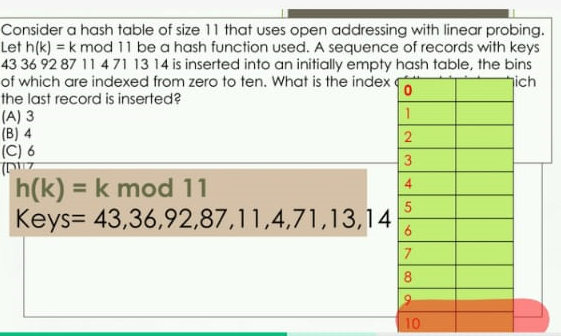 Consider a hash table of size 11 that uses open addressing with linear probing.
Let h(k) = k mod 11 be a hash function used. A sequence of records with keys
43 36 92 87 11 4 71 13 14 is inserted into an initially empty hash table, the bins
of which are indexed from zero to ten. What is the index
the last record is inserted?
(A) 3
(B) 4
(C) 6
h(k) = k mod 11
Keys= 43,36,92,87,11,4,71,13,14
0
1
2
3
4
5
6
7
8
9
10